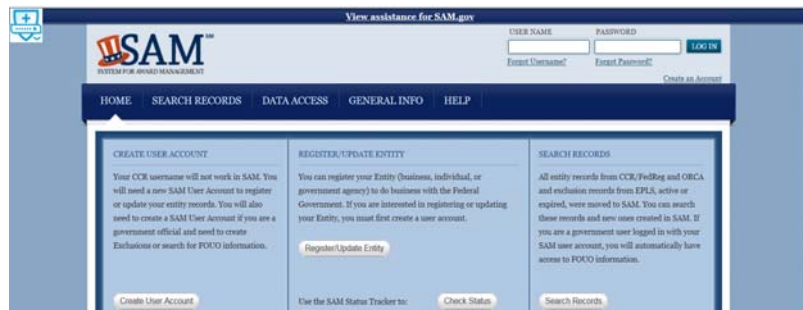 View assistance for SAM.gov
USER NAME
PASSWORD
LOG IN
Forgot Username?
Forgot Password?
Create an Account
SAM SM
SYSTEM FOR AWARD MANAGEMENT
HOME SEARCH RECORDS DATA ACCESS GENERAL INFO HELP
CREATE USER ACCOUNT
Your CCR username will not work in SAM. You
will need a new SAM User Account to register
or update your entity records. You will also
need to create a SAM User Account if you are a
government official and need to create
Exclusions or search for FOUO information.
Create User Account
REGISTER/UPDATE ENTITY
You can register your Entity (business, individual, or
government agency) to do business with the Federal
Government. If you are interested in registering or updating
your Entity, you must first create a user account.
Register/Update Entity
Use the SAM Status Tracker to:
Check Status
SEARCH RECORDS
All entity records from CCR/FedReg and ORCA
and exclusion records from EPLS, active or
expired, were moved to SAM. You can search
these records and new ones created in SAM. If
you are a government user logged in with your
SAM user account, you will automatically have
access to FOUO information.
Search Records